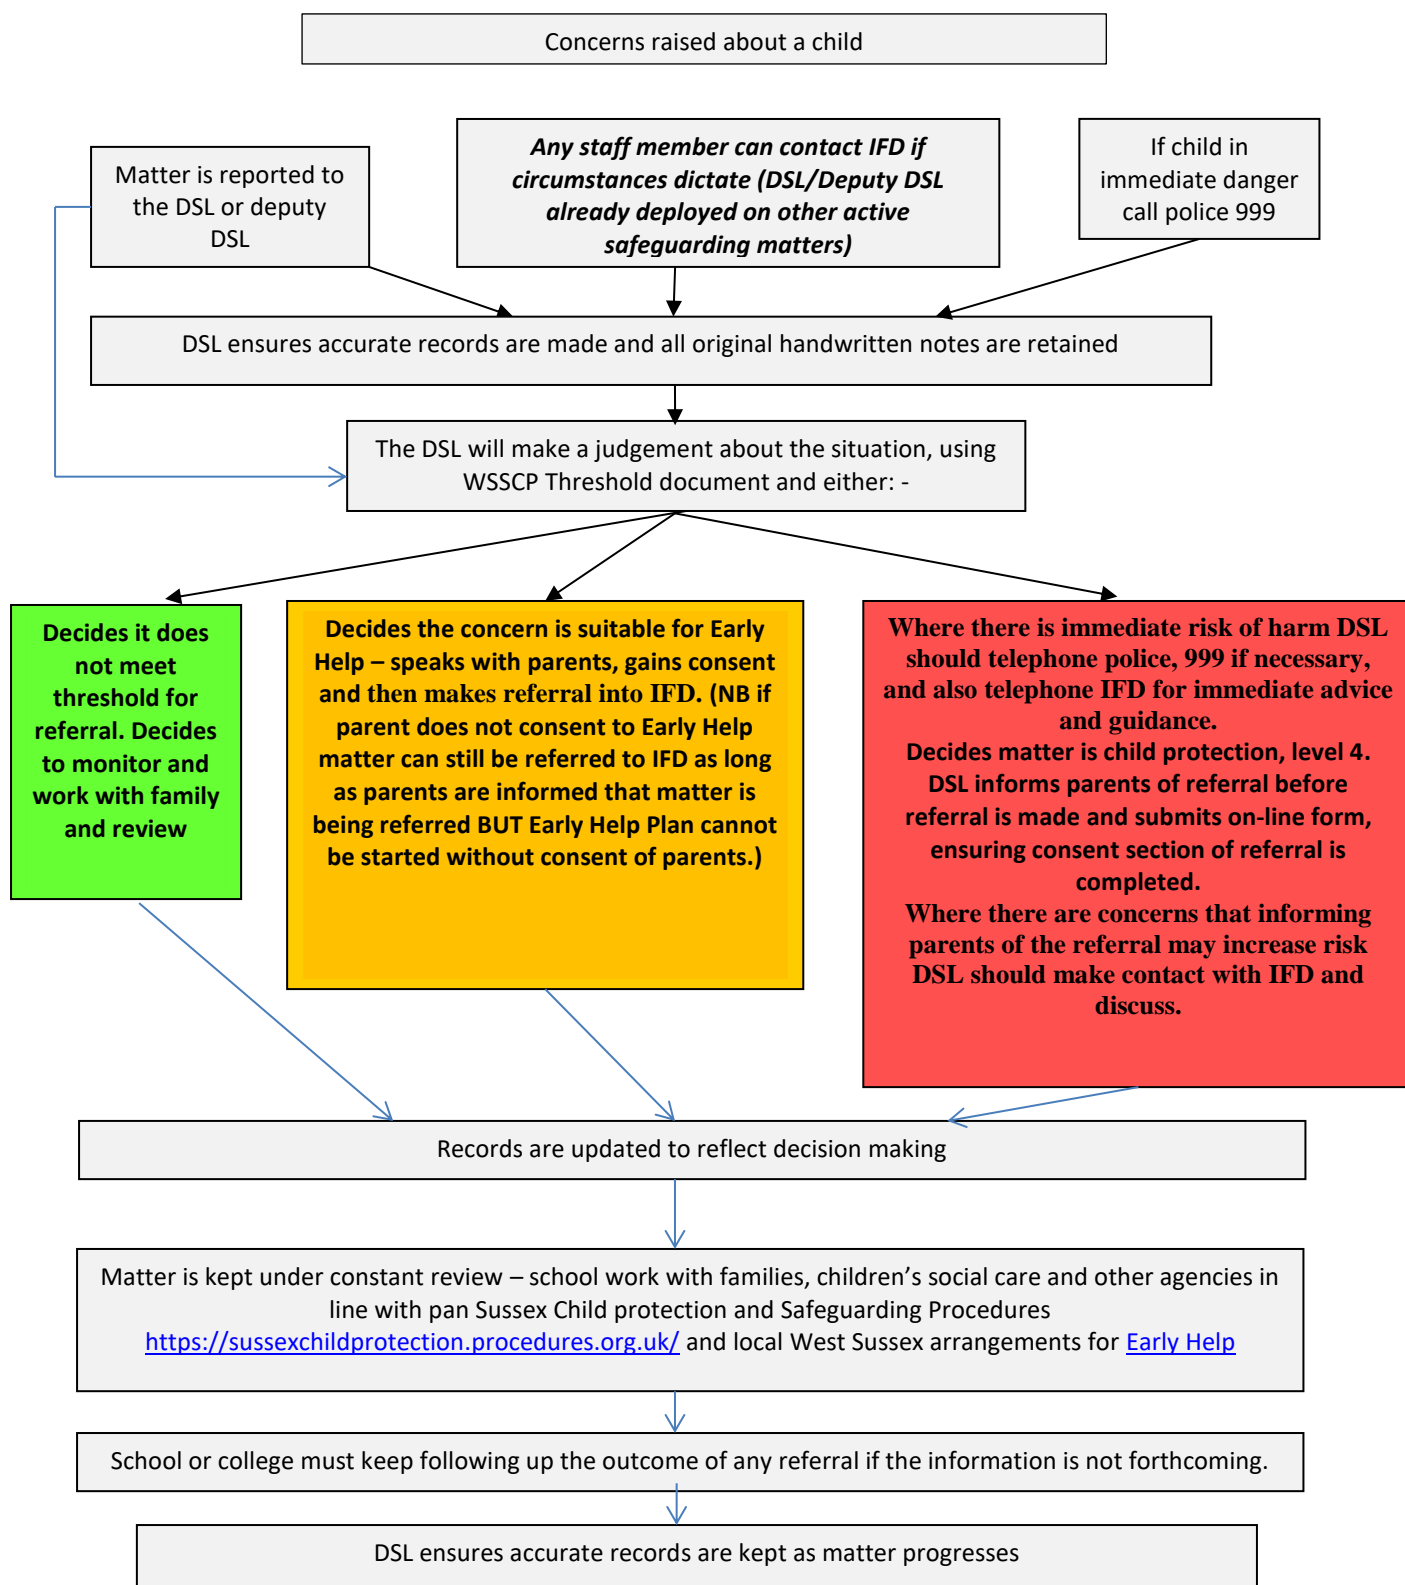 Concerns raised about a child
Matter is reported to
the DSL or deputy
DSL
Any staff member can contact IFD if
circumstances dictate (DSL/Deputy DSL
already deployed on other active
safeguarding matters)
If child in
immediate danger
call police 999
DSL ensures accurate records are made and all original handwritten notes are retained
The DSL will make a judgement about the situation, using
WSSCP Threshold document and either: -
Decides it does
not meet
threshold for
referral. Decides
to monitor and
work with family
and review
Decides the concern is suitable for Early
Help – speaks with parents, gains consent
and then makes referral into IFD. (NB if
parent does not consent to Early Help
matter can still be referred to IFD as long
as parents are informed that matter is
being referred BUT Early Help Plan cannot
be started without consent of parents.)
Where there is immediate risk of harm DSL
should telephone police, 999 if necessary,
and also telephone IFD for immediate advice
and guidance.
Decides matter is child protection, level 4.
DSL informs parents of referral before
referral is made and submits on-line form,
ensuring consent section of referral is
completed.
Where there are concerns that informing
parents of the referral may increase risk
DSL should make contact with IFD and
discuss.
Records are updated to reflect decision making
Matter is kept under constant review – school work with families, children’s social care and other agencies in
line with pan Sussex Child protection and Safeguarding Procedures
https://sussexchildprotection.procedures.org.uk/ and local West Sussex arrangements for Early Help
School or college must keep following up the outcome of any referral if the information is not forthcoming.
DSL ensures accurate records are kept as matter progresses